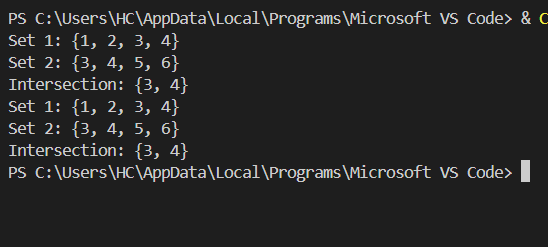 PS C:\Users\HC\AppData\Local\Programs\Microsoft VS Code> & C
Set 1: {1, 2, 3, 4}
Set 2: {3, 4, 5, 6}
Intersection: {3, 4}
Set 1: {1, 2, 3, 4}
Set 2: {3, 4, 5, 6}
Intersection: {3, 4}
PS C:\Users\HC\AppData\Local\Programs\Microsoft VS Code>